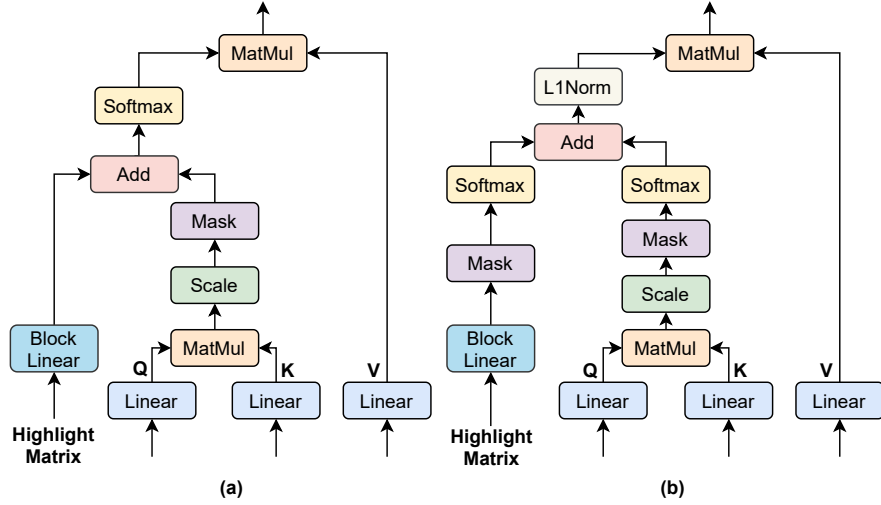 MatMul
Softmax
Add
Mask
Scale
Block
Linear
MatMul
Q
K
V
Linear
Linear
Linear
Highlight
Matrix
(a)
MatMul
L1Norm
Add
Softmax
Softmax
Mask
Mask
Scale
Block
Linear
MatMul
Q
K
V
Linear
Linear
Linear
Highlight
Matrix
(b)